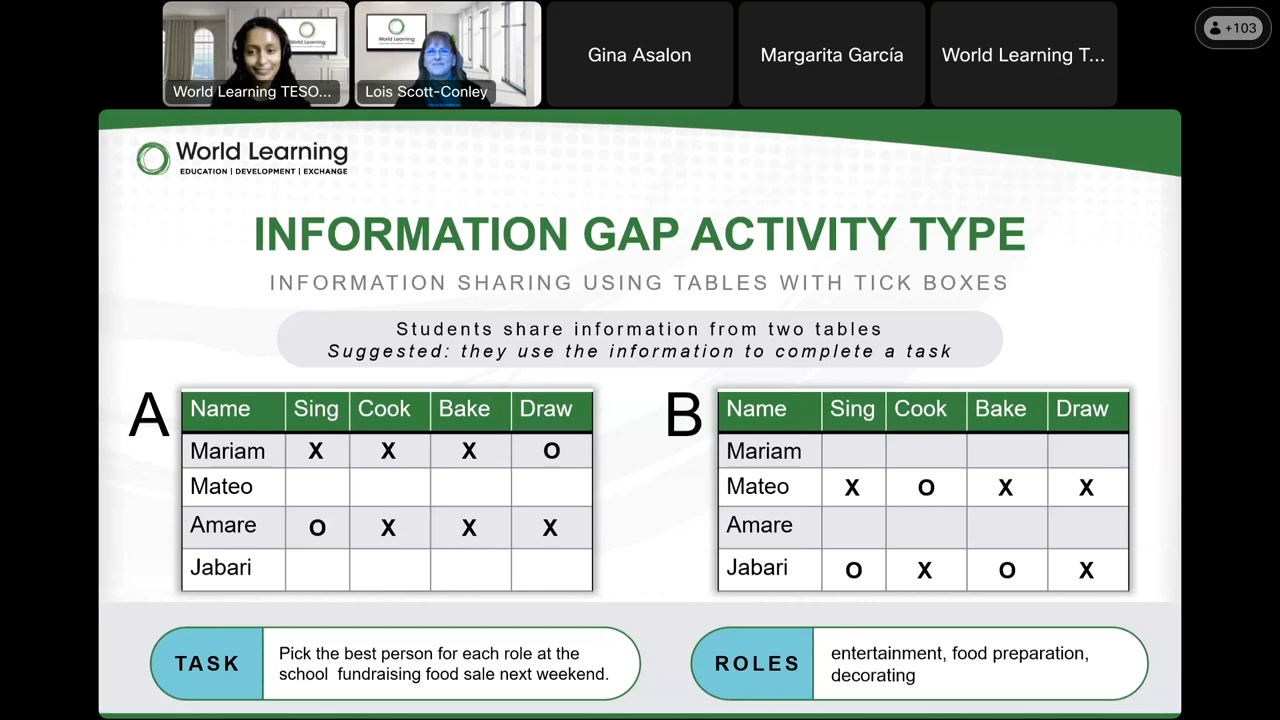 World Learning TESO...
Lois Scott-Conley
Gina Asalon
Margarita García
World Learning T...
+103
World Learning
EDUCATION | DEVELOPMENT | EXCHANGE
INFORMATION GAP ACTIVITY TYPE
INFORMATION SHARING USING TABLES WITH TICK BOXES
Students share information from two tables
Suggested: they use the information to complete a task
A
Name Sing Cook Bake Draw
Mariam X X X O
Mateo
Amare O X X X
Jabari
B
Name Sing Cook Bake Draw
Mariam
Mateo X O X X
Amare
Jabari O X O X
TASK
Pick the best person for each role at the
school fundraising food sale next weekend.
ROLES
entertainment, food preparation,
decorating